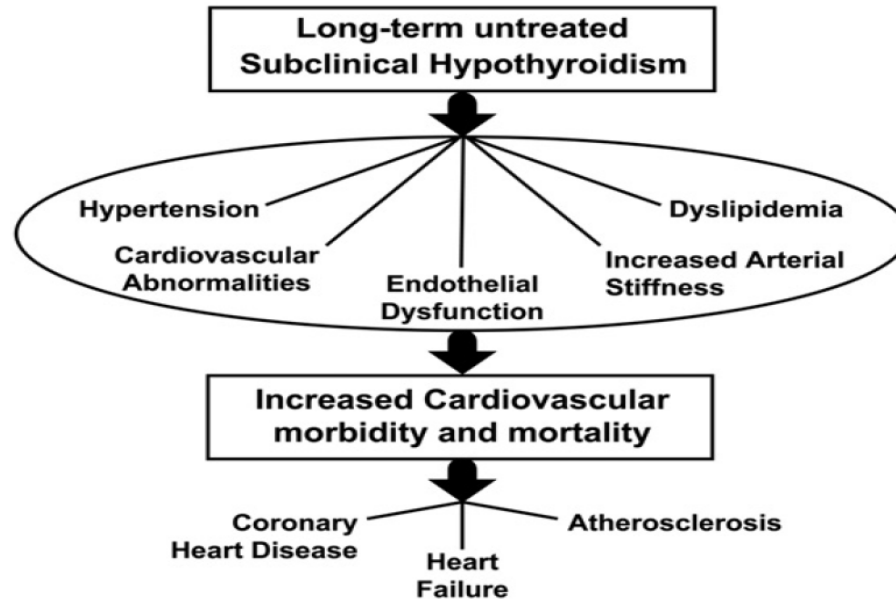 Long-term untreated
Subclinical Hypothyroidism
Hypertension
Dyslipidemia
Cardiovascular
Abnormalities
Increased Arterial
Stiffness
Endothelial
Dysfunction
Increased Cardiovascular
morbidity and mortality
Coronary
Heart Disease
Atherosclerosis
Heart
Failure